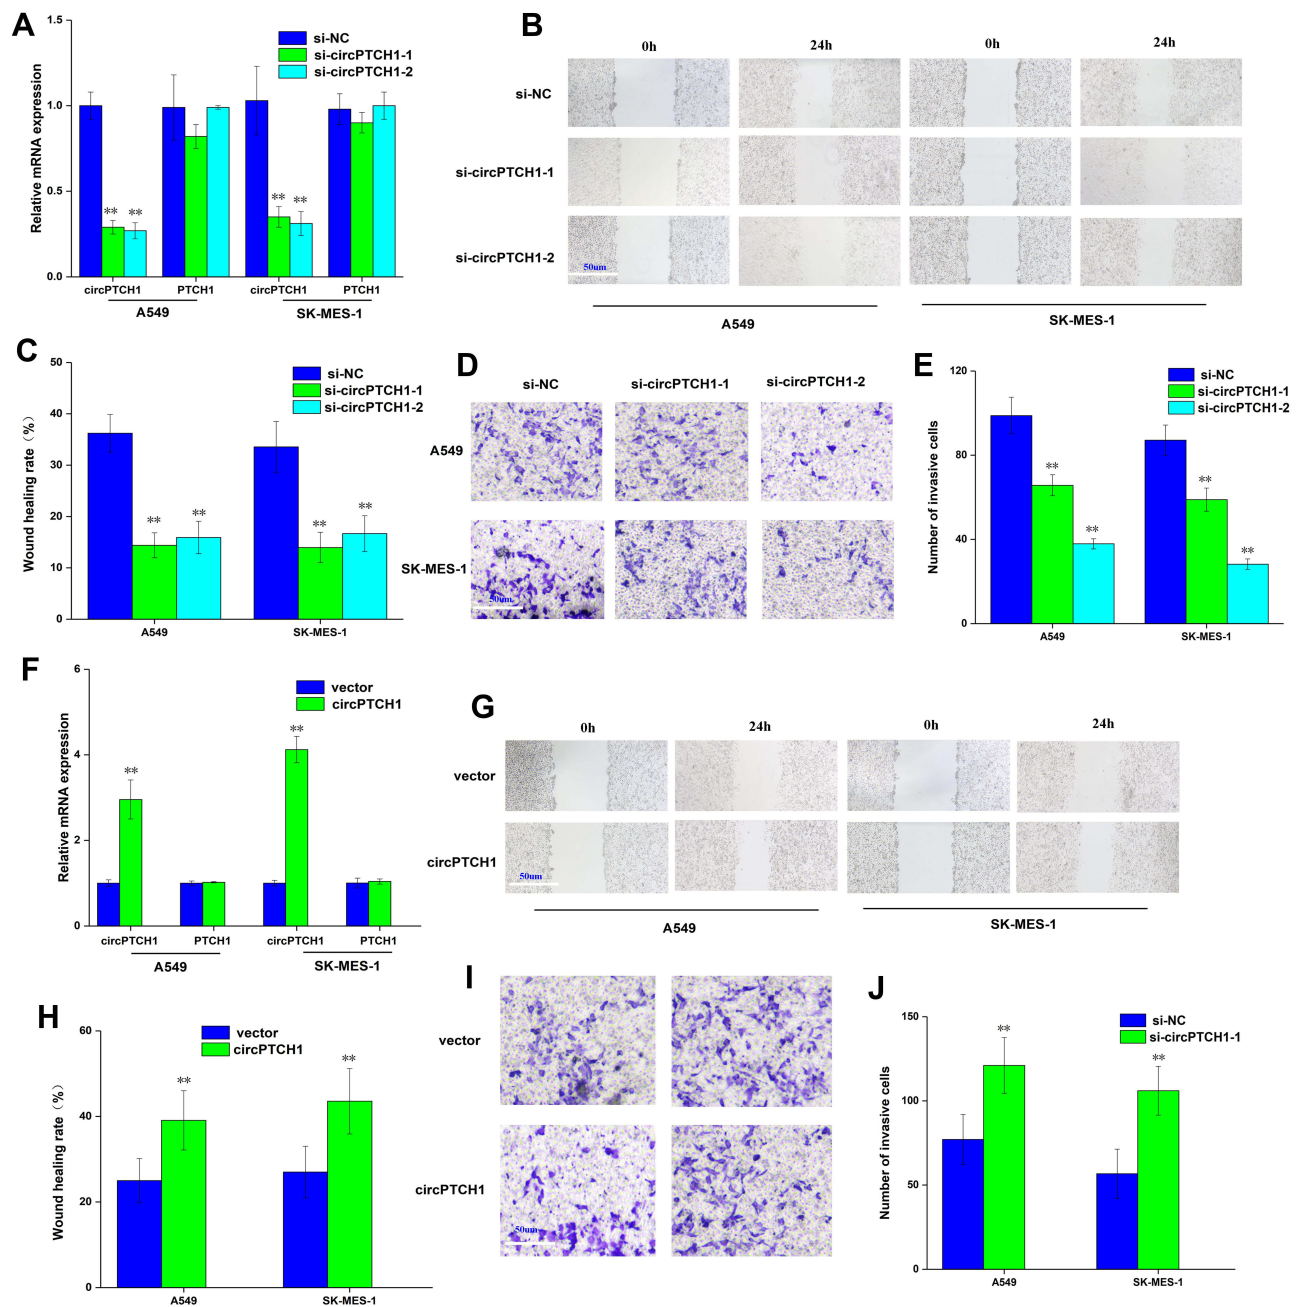 A
si-NC
si-circPTCH1-1
si-circPTCH1-2
Relative mRNA expression
1.5
1.0
0.5
0.0
** ** ** **
circPTCH1 PTCH1 circPTCH1 PTCH1
A549 SK-MES-1
B
0h 24h 0h 24h
si-NC
si-circPTCH1-1
si-circPTCH1-2
50um
A549 SK-MES-1
C
si-NC
si-circPTCH1-1
si-circPTCH1-2
Wound healing rate (%)
50
40
30
20
10
0
** ** ** **
A549 SK-MES-1
D
si-NC si-circPTCH1-1 si-circPTCH1-2
A549
SK-MES-1
50um
E
si-NC
si-circPTCH1-1
si-circPTCH1-2
Number of invasive cells
120
80
40
0
** ** ** **
A549 SK-MES-1
F
vector
circPTCH1
Relative mRNA expression
6
4
2
0
** **
circPTCH1 PTCH1 circPTCH1 PTCH1
A549 SK-MES-1
G
0h 24h 0h 24h
vector
circPTCH1
50um
A549 SK-MES-1
H
vector
circPTCH1
Wound healing rate (%)
60
40
20
0
** **
A549 SK-MES-1
I
vector
circPTCH1
50um
J
si-NC
si-circPTCH1-1
Number of invasive cells
150
100
50
0
** **
A549 SK-MES-1